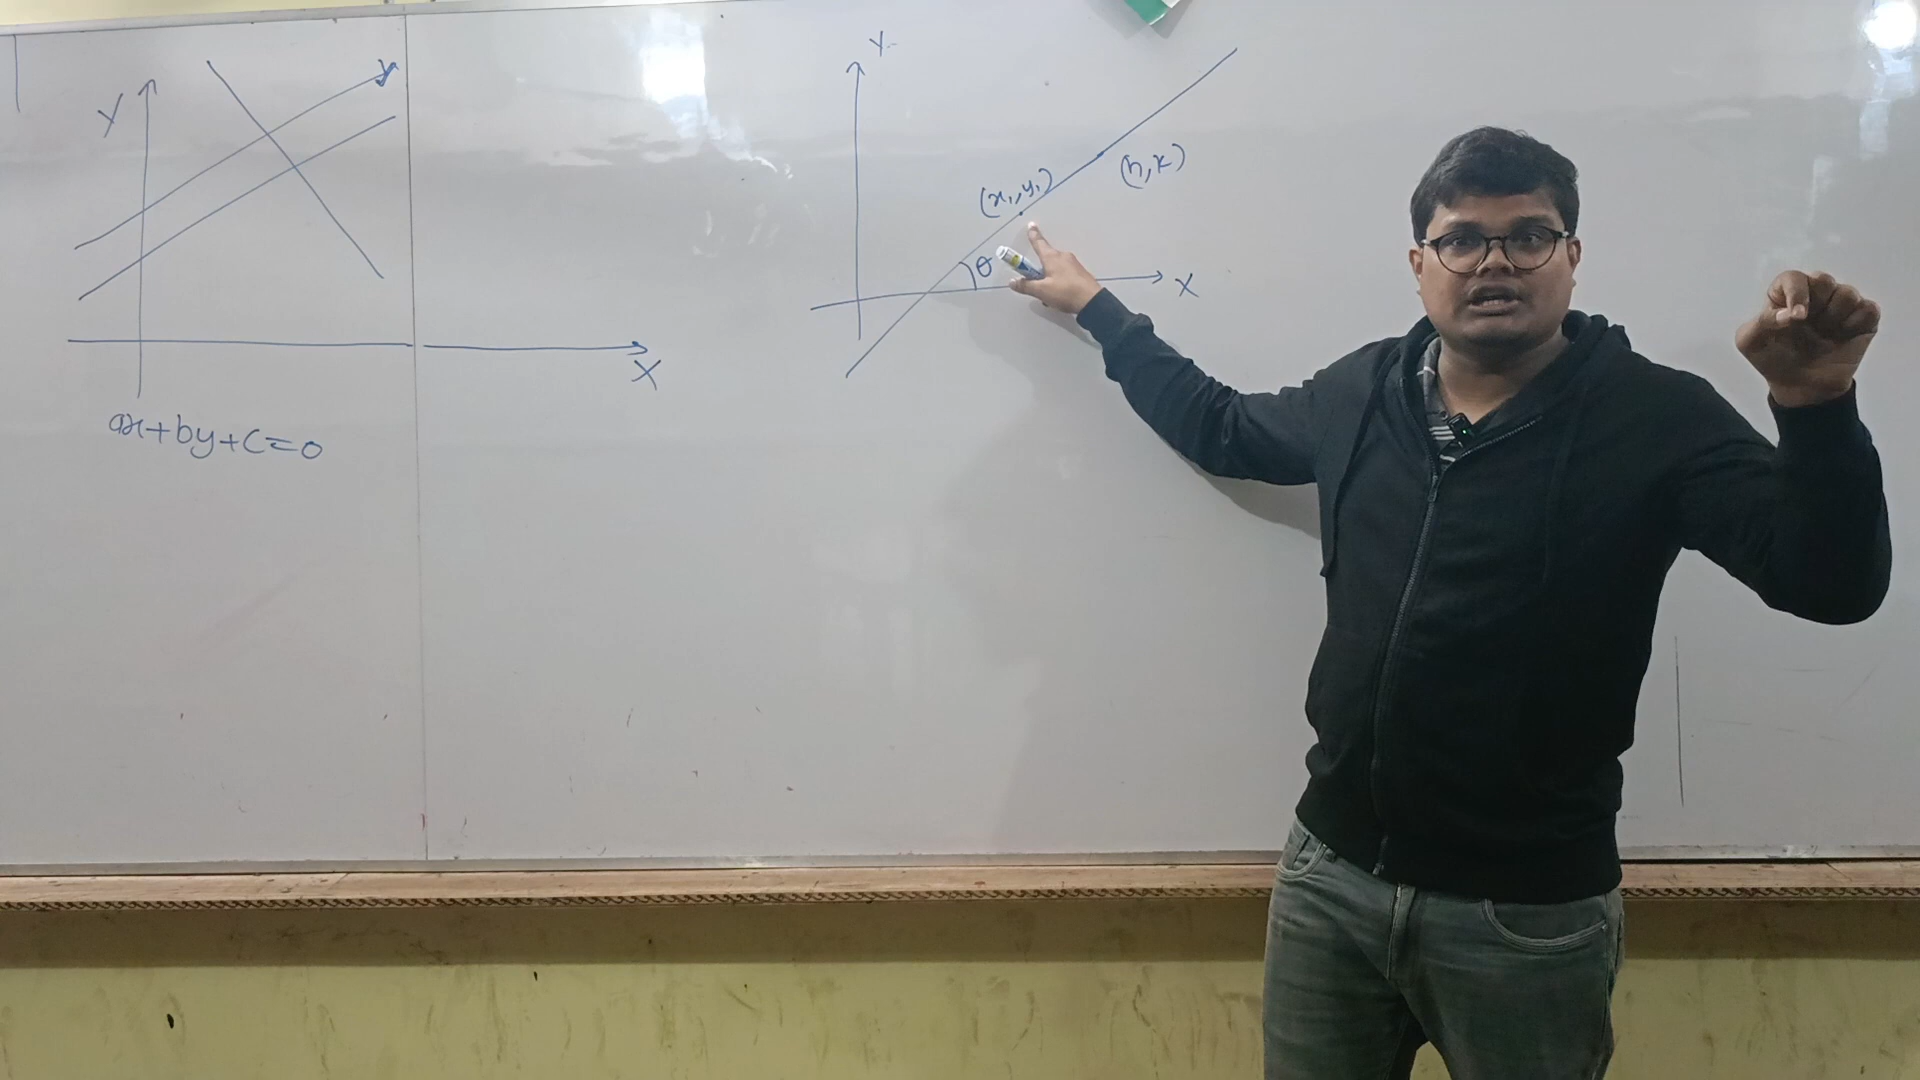 Y
X
ax+by+c=0
Y
(x₁,y₁)
(h,k)
θ
X